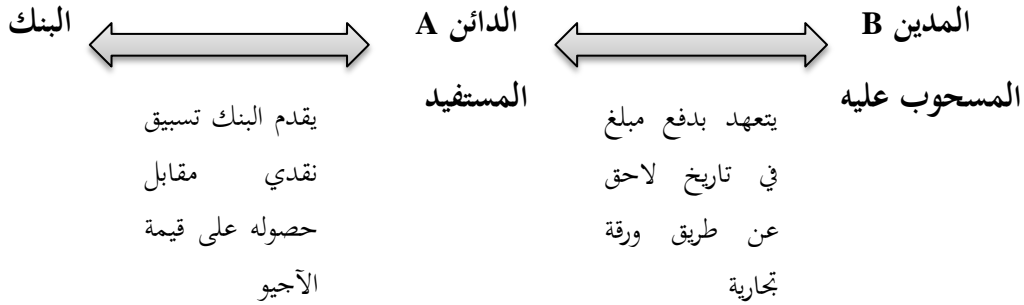 المدين B
الدائن A
البنك
المسحوب عليه
المستفيد
يتعهد بدفع مبلغ
في تاريخ لاحق
عن طريق ورقة
تجارية
يقدم البنك تسبيق
نقدي مقابل
حصوله على قيمة
الآجيو